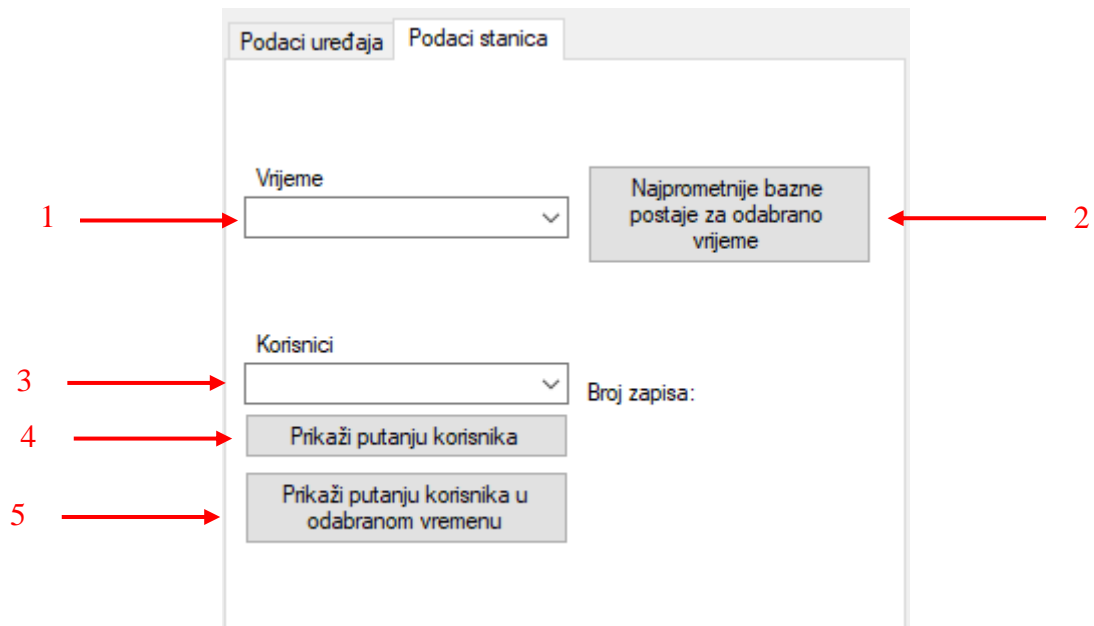 Podaci uređaja
Podaci stanica
Vrijeme
1
Najprometnije bazne
postaje za odabrano
vrijeme
2
Korisnici
3
Broj zapisa:
4
Prikaži putanju korisnika
5
Prikaži putanju korisnika u
odabranom vremenu